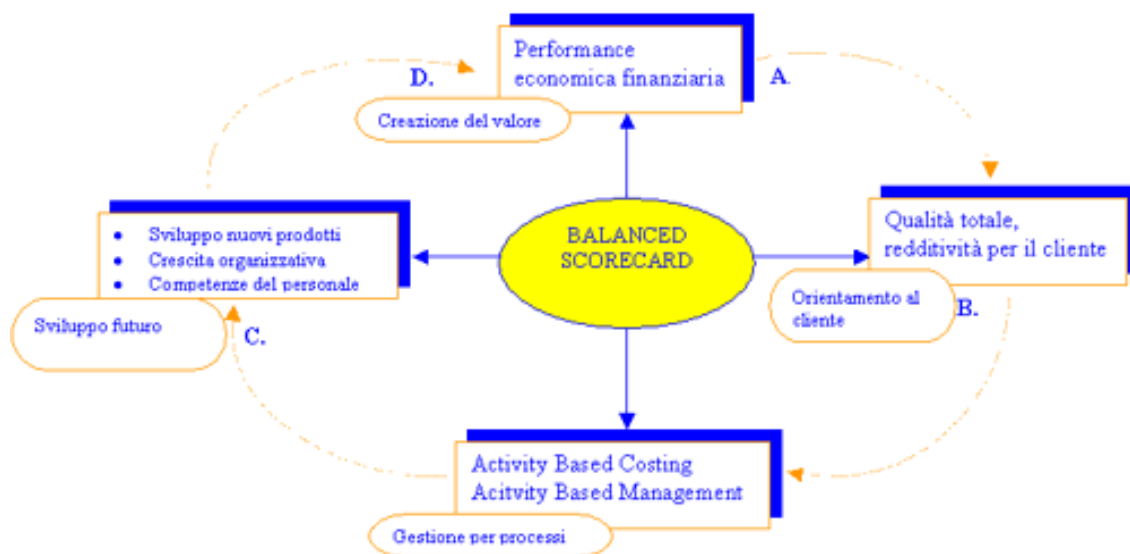 Performance
economica finanziaria
D.
A.
Creazione del valore
Sviluppo nuovi prodotti
Crescita organizzativa
Competenze del personale
BALANCED
SCORECARD
Qualità totale,
redditività per il cliente
Orientamento al
cliente
B.
Sviluppo futuro
C.
Activity Based Costing
Acitvity Based Management
Gestione per processi